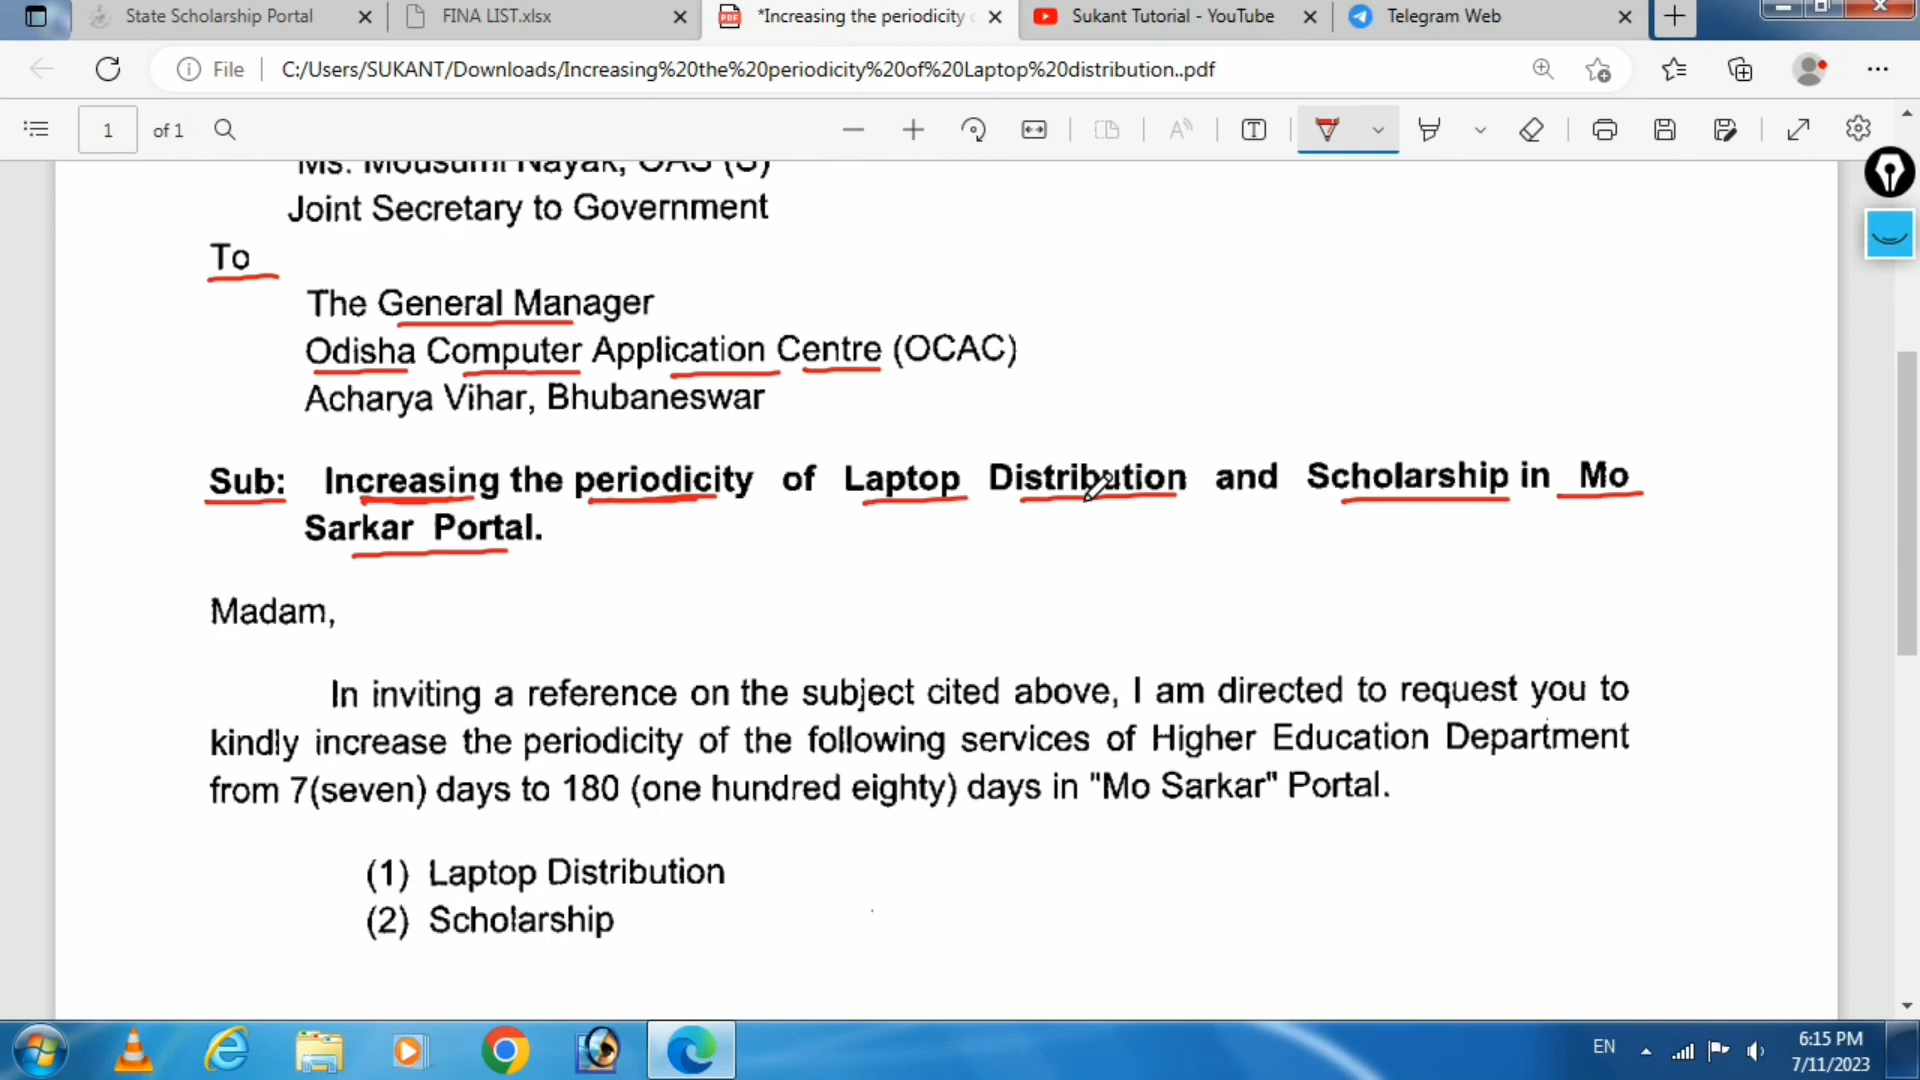 State Scholarship Portal
FINA LIST.xlsx
*Increasing the periodicity
Sukant Tutorial - YouTube
Telegram Web
File
C:/Users/SUKANT/Downloads/Increasing%20the%20periodicity%20of%20Laptop%20distribution..pdf
1 of 1
Ms. Mousumi Nayak, OAS (S)
Joint Secretary to Government
To
The General Manager
Odisha Computer Application Centre (OCAC)
Acharya Vihar, Bhubaneswar
Sub: Increasing the periodicity of Laptop Distribution and Scholarship in Mo
Sarkar Portal.
Madam,
In inviting a reference on the subject cited above, I am directed to request you to
kindly increase the periodicity of the following services of Higher Education Department
from 7(seven) days to 180 (one hundred eighty) days in "Mo Sarkar" Portal.
(1) Laptop Distribution
(2) Scholarship
EN
6:15 PM
7/11/2023